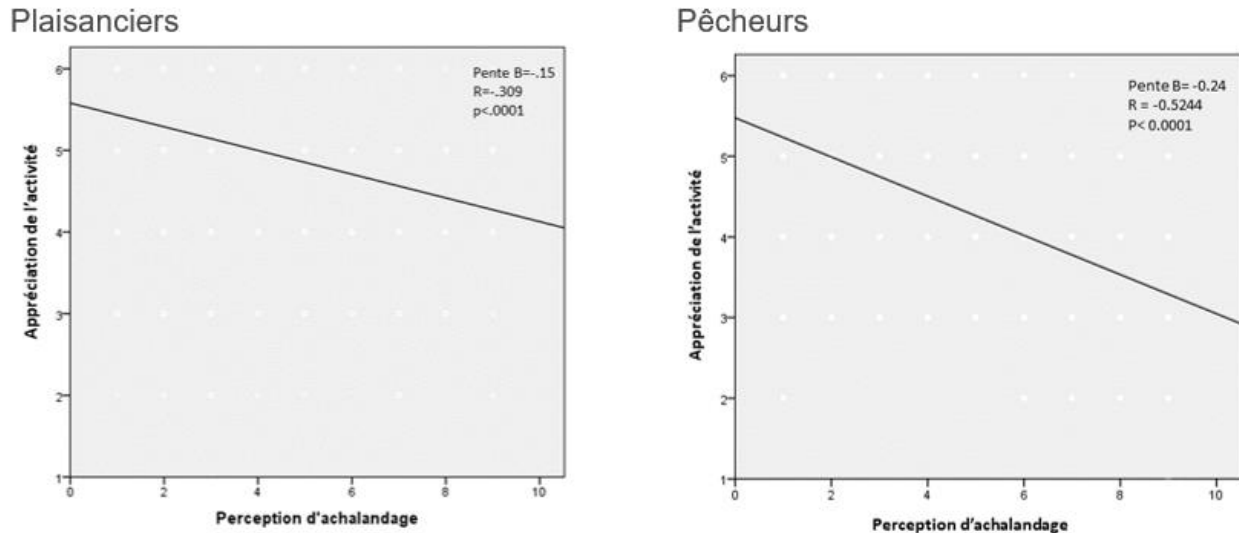 Plaisanciers
Pente B=-.15
R=-.309
p<.0001
Appréciation de l'activité
6
5
4
3
2
1
0 2 4 6 8 10
Perception d'achalandage
Pêcheurs
Pente B= -0.24
R = -0.5244
P< 0.0001
Appréciation de l'activité
6
5
4
3
2
1
0 2 4 6 8 10
Perception d'achalandage